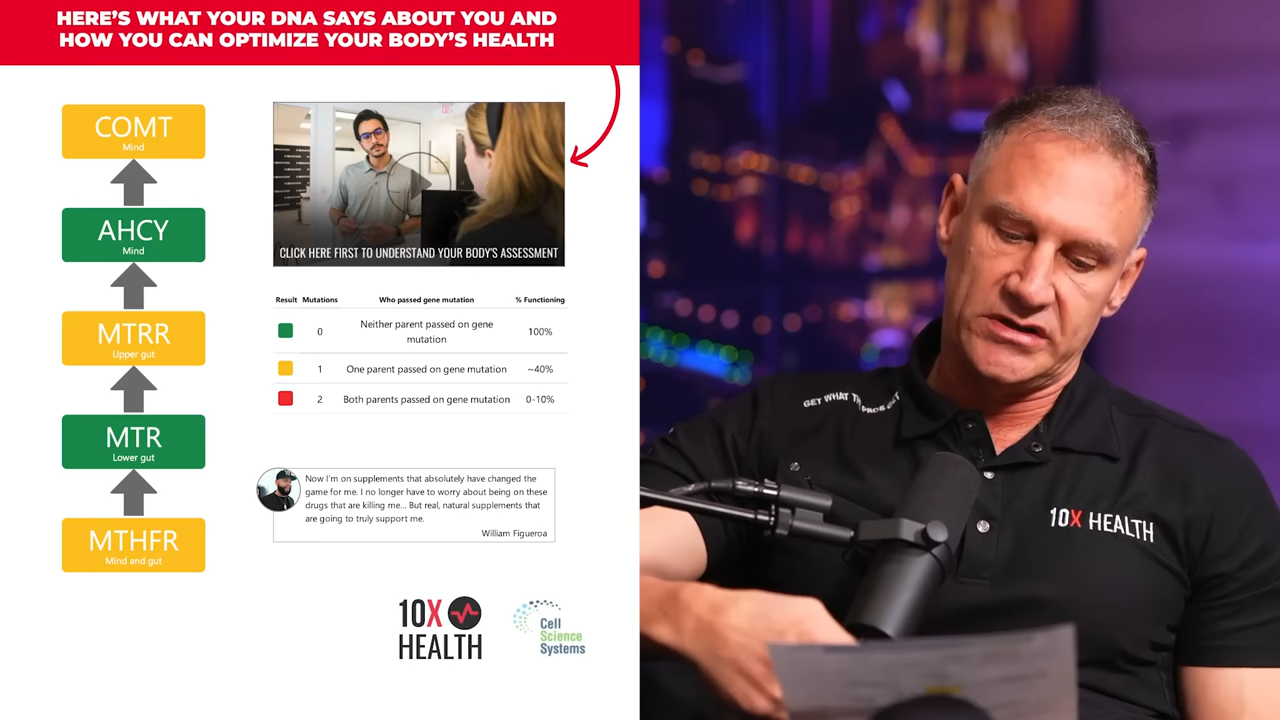 HERE'S WHAT YOUR DNA SAYS ABOUT YOU AND
HOW YOU CAN OPTIMIZE YOUR BODY'S HEALTH
COMT
Mind
AHCY
Mind
MTRR
Upper gut
MTR
Lower gut
MTHFR
Mind and gut
CLICK HERE FIRST TO UNDERSTAND YOUR BODY'S ASSESSMENT
Result Mutations Who passed gene mutation % Functioning
0 Neither parent passed on gene mutation 100%
1 One parent passed on gene mutation ~40%
2 Both parents passed on gene mutation 0-10%
Now I'm on supplements that absolutely have changed the
game for me. I no longer have to worry about being on these
drugs that are killing me... But real, natural supplements that
are going to truly support me.
William Figueroa
10X
HEALTH
Cell
Science
Systems
GET WHAT THE PROS GET
10X HEALTH